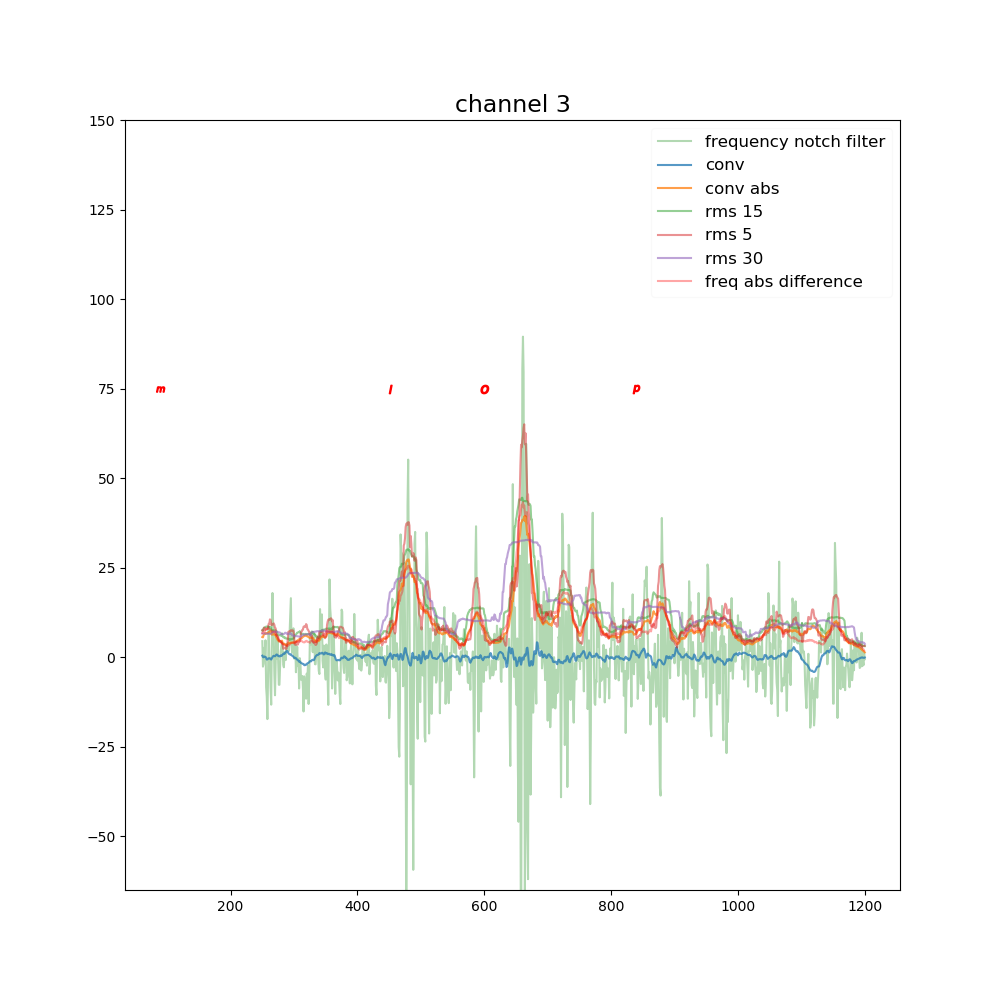 channel 3
150
125
100
75
50
25
0
−25
−50
frequency notch filter
conv
conv abs
rms 15
rms 5
rms 30
freq abs difference
m I O p
200 400 600 800 1000 1200